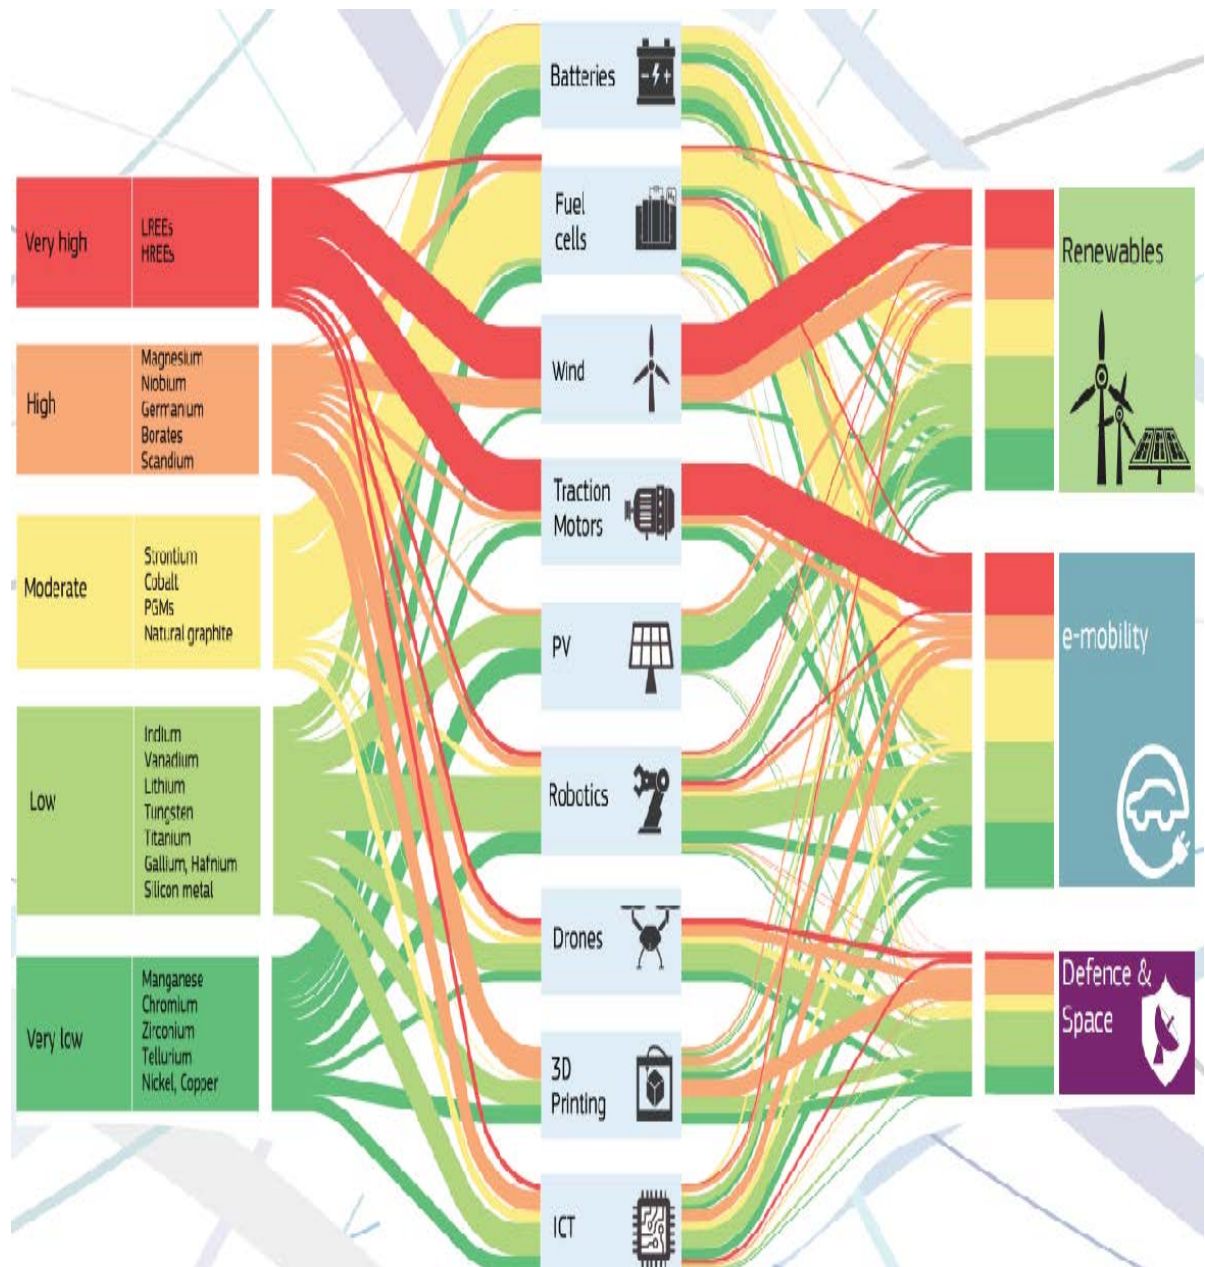 Very high
LREEs
HREEs
High
Magnesium
Niobium
Germanium
Borates
Scandium
Moderate
Strontium
Cobalt
PGMs
Natural graphite
Low
Indium
Vanadium
Lithium
Tungsten
Titanium
Gallium, Hafnium
Silicon metal
Very low
Manganese
Chromium
Zirconium
Tellurium
Nickel, Copper
Batteries
Fuel
cells
Wind
Traction
Motors
PV
Robotics
Drones
3D
Printing
ICT
Renewables
e-mobility
Defence &
Space